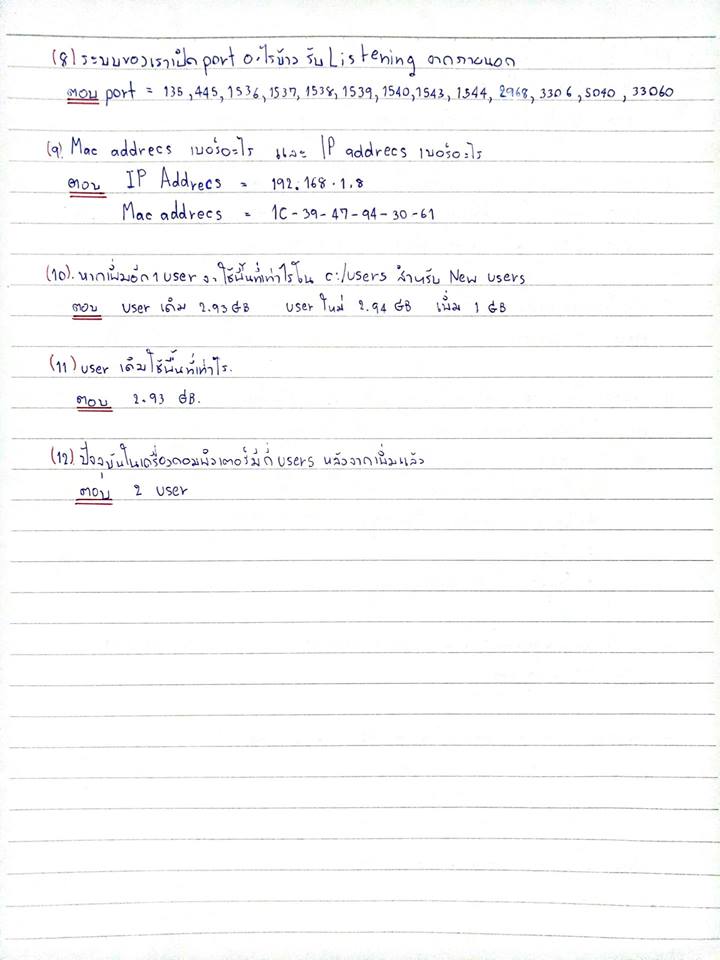 (8) ระบบของเราเปิด port อะไรบ้าง รับ Listening จากภายนอก
ตอบ port = 135, 445, 1536, 1537, 1538, 1539, 1540, 1543, 1544, 2968, 3306, 5040, 33060
(9) Mac addrecs เบอร์อะไร และ IP addrecs เบอร์อะไร
ตอบ IP Addrecs = 192.168.1.8
Mac addrecs = 1C-39-47-94-30-61
(10). หากเพิ่มอีก 1 user จะใช้พื้นที่เท่าไรใน c:/users สำหรับ New users
ตอบ user เดิม 2.93 GB user ใหม่ 2.94 GB เพิ่ม 1 GB
(11) user เดิมใช้พื้นที่เท่าไร.
ตอบ 2.93 GB.
(12). ปัจจุบันในเครื่องคอมพิวเตอร์มีกี่ users หลังจากเพิ่มแล้ว
ตอบ 2 user